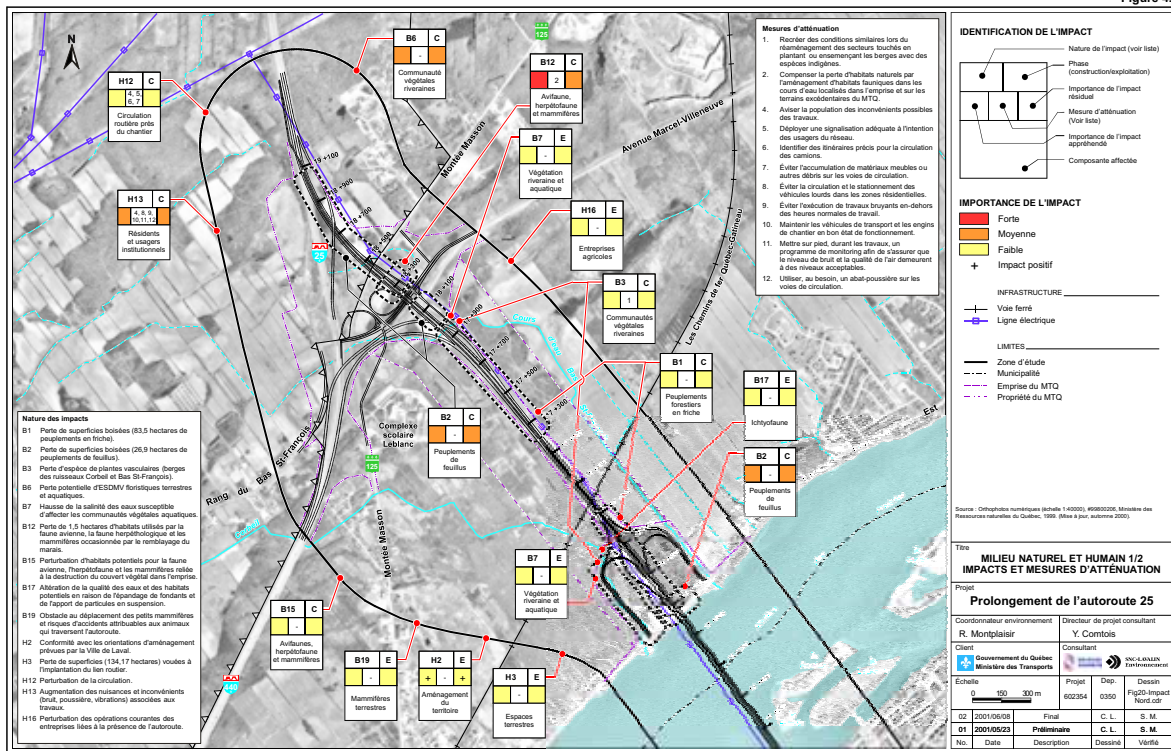 Figure 4.
N
125
B6 C
-
Communauté
végétales
riveraines
B12 C
2
Avifaune,
herpétofaune
et mammifères
H12 C
4, 5,
6, 7
Circulation
routière près
du chantier
B7 E
-
Végétation
riveraine et
aquatique
H13 C
4, 8, 9,
10,11,12
Résidents
et usagers
institutionnels
H16 E
-
Entreprises
agricoles
B3 C
1
Communautés
végétales
riveraines
B1 C
-
Peuplements
forestiers
en friche
B17 E
-
Ichtyofaune
B2 C
-
Peuplements
de
feuillus
B2 C
-
Peuplements
de
feuillus
B7 E
-
Végétation
riveraine et
aquatique
B15 C
-
Avifaunes,
herpétofaune
et mammifères
B19 E
-
Mammifères
terrestres
H2 E
+ - +
Aménagement
du
territoire
H3 E
-
Espaces
terrestres
Montée Masson
Avenue Marcel-Villeneuve
Les Chemins de fer Québec-Gatineau
Rang du Bas St-François
Complexe
scolaire
Leblanc
125
Montée Masson
25
440
Est
Cours
d'eau
19 +100
18 +900
18 +700
18 +500
18 +300
18 +100
17 +900
17 +700
17 +500
17 +300
Mesures d'atténuation
1. Recréer des conditions similaires lors du
réaménagement des secteurs touchés en
plantant ou ensemençant les berges avec des
espèces indigènes.
2. Compenser la perte d'habitats naturels par
l'aménagement d'habitats fauniques dans les
cours d'eau localisés dans l'emprise et sur les
terrains excédentaires du MTQ.
4. Aviser la population des inconvénients possibles
des travaux.
5. Déployer une signalisation adéquate à l'intention
des usagers du réseau.
6. Identifier des itinéraires précis pour la circulation
des camions.
7. Éviter l'accumulation de matériaux meubles ou
autres débris sur les voies de circulation.
8. Éviter la circulation et le stationnement des
véhicules lourds dans les zones résidentielles.
9. Éviter l'exécution de travaux bruyants en-dehors
des heures normales de travail.
10. Maintenir les véhicules de transport et les engins
de chantier en bon état de fonctionnement.
11. Mettre sur pied, durant les travaux, un
programme de monitoring afin de s'assurer que
le niveau de bruit et la qualité de l'air demeurent
à des niveaux acceptables.
12. Utiliser, au besoin, un abat-poussière sur les
voies de circulation.
Nature des impacts
B1 Perte de superficies boisées (83,5 hectares de
peuplements en friche).
B2 Perte de superficies boisées (26,9 hectares de
peuplements de feuillus).
B3 Perte d'espèce de plantes vasculaires (berges
des ruisseaux Corbeil et Bas St-François).
B6 Perte potentielle d'ESDMV floristiques terrestres
et aquatiques.
B7 Hausse de la salinité des eaux susceptible
d'affecter les communautés végétales aquatiques.
B12 Perte de 1,5 hectares d'habitats utilisés par la
faune avienne, la faune herpéthologique et les
mammifères occasionnée par le remblayage du
marais.
B15 Perturbation d'habitats potentiels pour la faune
avienne, l'herpétofaune et les mammifères reliée
à la destruction du couvert végétal dans l'emprise.
B17 Altération de la qualité des eaux et des habitats
potentiels en raison de l'épandage de fondants et
de l'apport de particules en suspension.
B19 Obstacle au déplacement des petits mammifères
et risques d'accidents attribuables aux animaux
qui traversent l'autoroute.
H2 Conformité avec les orientations d'aménagement
prévues par la Ville de Laval.
H3 Perte de superficies (134,17 hectares) vouées à
l'implantation du lien routier.
H12 Perturbation de la circulation.
H13 Augmentation des nuisances et inconvénients
(bruit, poussière, vibrations) associées aux
travaux.
H16 Perturbation des opérations courantes des
entreprises liées à la présence de l'autoroute.
IDENTIFICATION DE L'IMPACT
Nature de l'impact (voir liste)
Phase
(construction/exploitation)
Importance de l'impact
résiduel
Mesure d'atténuation
(Voir liste)
Importance de l'impact
appréhendé
Composante affectée
IMPORTANCE DE L'IMPACT
Forte
Moyenne
Faible
+ Impact positif
INFRASTRUCTURE
Voie ferré
Ligne électrique
LIMITES
Zone d'étude
Municipalité
Emprise du MTQ
Propriété du MTQ
Source : Orthophotos numériques (échelle 1:40000), #99800206, Ministère des
Ressources naturelles du Québec, 1999. (Mise à jour, automne 2000).
Titre
MILIEU NATUREL ET HUMAIN 1/2
IMPACTS ET MESURES D'ATTÉNUATION
Projet
Prolongement de l'autoroute 25
Coordonnateur environnement Directeur de projet consultant
R. Montplaisir Y. Comtois
Client Consultant
Gouvernement du Québec
Ministère des Transports
SNC-LAVALIN
Environnement
Échelle Projet Dep. Dessin
0 150 300 m 602354 0350 Fig20-Impact
Nord.cdr
02 2001/06/08 Final C. L. S. M.
01 2001/05/23 Préliminaire C. L. S. M.
No. Date Description Dessiné Vérifié